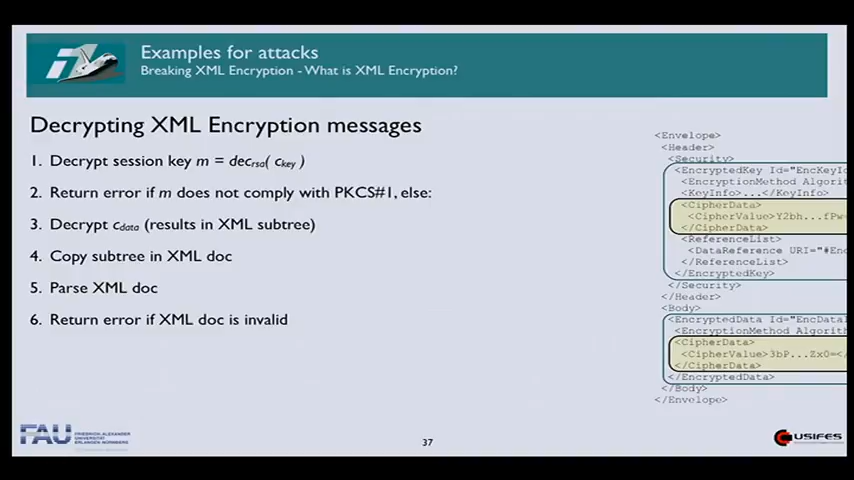 Examples for attacks
Breaking XML Encryption - What is XML Encryption?
Decrypting XML Encryption messages
1. Decrypt session key m = decrsa( ckey )
2. Return error if m does not comply with PKCS#1, else:
3. Decrypt cdata (results in XML subtree)
4. Copy subtree in XML doc
5. Parse XML doc
6. Return error if XML doc is invalid
<Envelope>
<Header>
<Security>
<EncryptedKey Id="EncKeyId
<EncryptionMethod Algorit
<KeyInfo>...</KeyInfo>
<CipherData>
<CipherValue>Y2bh...fPw
</CipherData>
<ReferenceList>
<DataReference URI="#Enc
</ReferenceList>
</EncryptedKey>
</Security>
</Header>
<Body>
<EncryptedData Id="EncDataI
<EncryptionMethod Algorith
<CipherData>
<CipherValue>3bP...Zx0=</
</CipherData>
</EncryptedData>
</Body>
</Envelope>
FAU
FRIEDRICH-ALEXANDER
UNIVERSITÄT
ERLANGEN-NÜRNBERG
37
USIFES